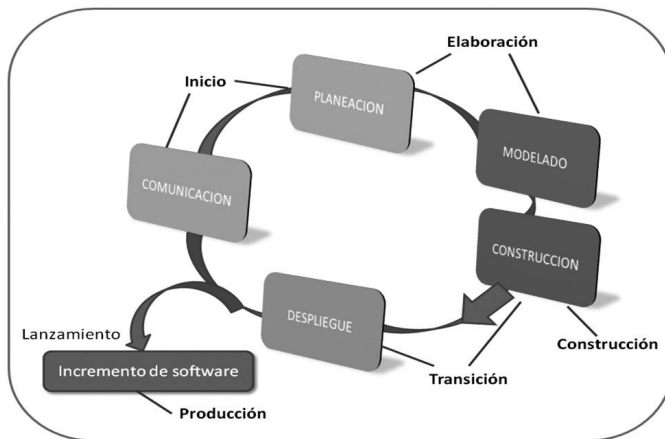 Elaboración
Inicio
PLANEACION
MODELADO
COMUNICACION
CONSTRUCCION
DESPLIEGUE
Lanzamiento
Construcción
Incremento de software
Transición
Producción